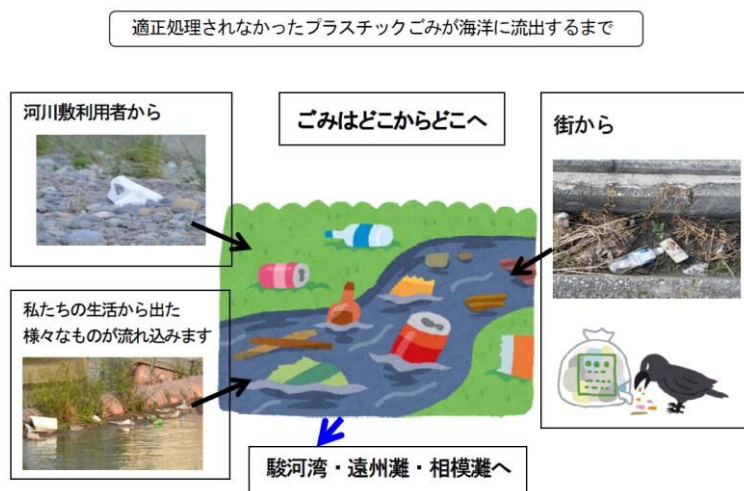 適正処理されなかったプラスチックごみが海洋に流出するまで
河川敷利用者から
ごみはどこからどこへ
街から
私たちの生活から出た
様々なものが流れ込みます
駿河湾・遠州灘・相模灘へ